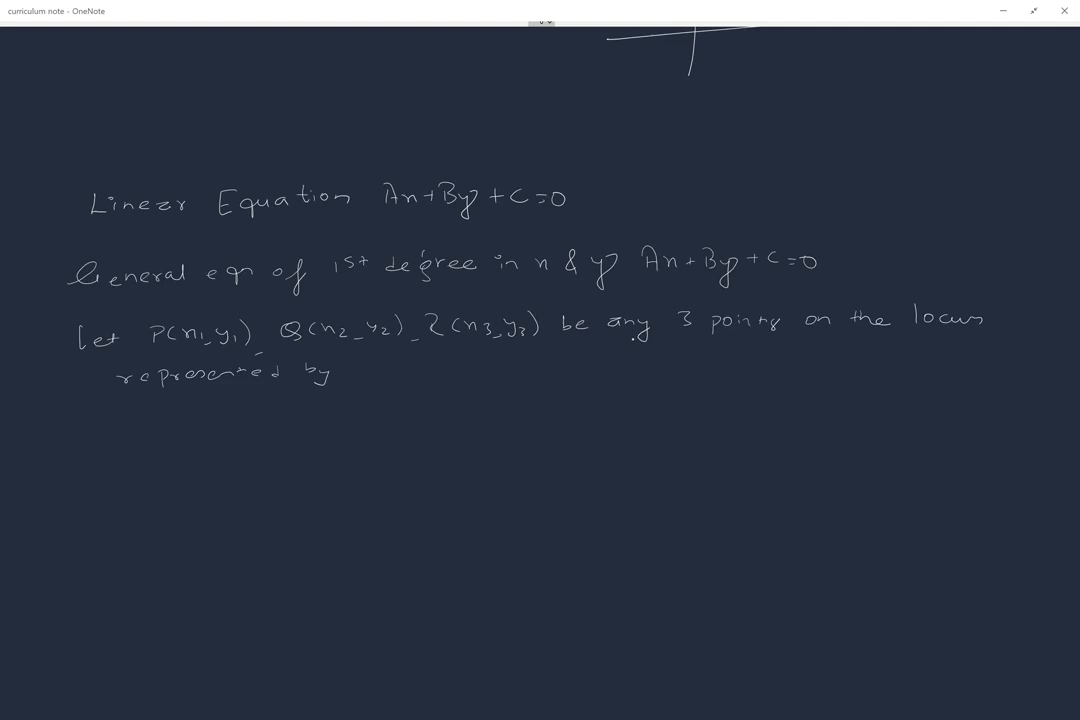 curriculum note - OneNote
Linear Equation Ax+By+C=0
General eqn of 1st degree in x & y Ax+By+C=0
Let P(x1,y1) Q(x2,y2), R(x3,y3) be any 3 points on the locus
represented by